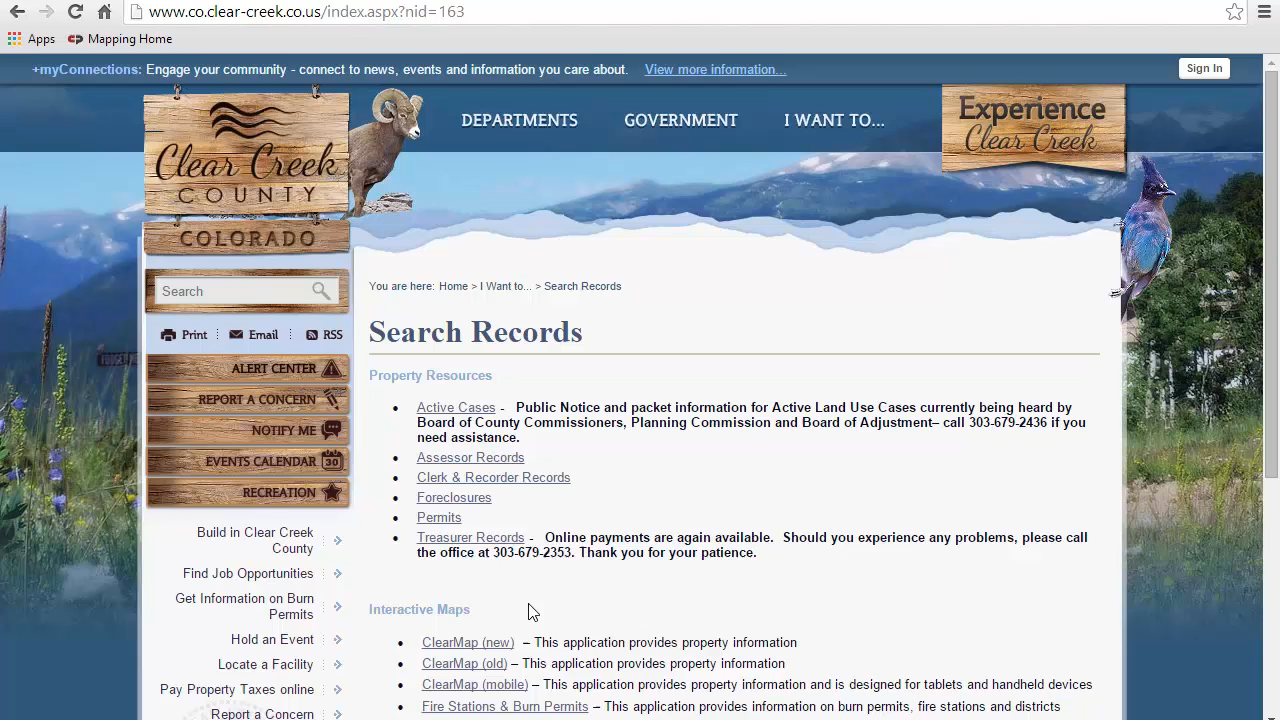 www.co.clear-creek.co.us/index.aspx?nid=163
Apps Mapping Home
+myConnections: Engage your community - connect to news, events and information you care about. View more information...
Sign In
Clear Creek
COUNTY
COLORADO
DEPARTMENTS GOVERNMENT I WANT TO...
Experience
Clear Creek
Search
Print Email RSS
ALERT CENTER
REPORT A CONCERN
NOTIFY ME
EVENTS CALENDAR 30
RECREATION
Build in Clear Creek
County
Find Job Opportunities
Get Information on Burn
Permits
Hold an Event
Locate a Facility
Pay Property Taxes online
Report a Concern
You are here: Home > I Want to... > Search Records
Search Records
Property Resources
• Active Cases - Public Notice and packet information for Active Land Use Cases currently being heard by
Board of County Commissioners, Planning Commission and Board of Adjustment– call 303-679-2436 if you
need assistance.
• Assessor Records
• Clerk & Recorder Records
• Foreclosures
• Permits
• Treasurer Records - Online payments are again available. Should you experience any problems, please call
the office at 303-679-2353. Thank you for your patience.
Interactive Maps
• ClearMap (new) – This application provides property information
• ClearMap (old) – This application provides property information
• ClearMap (mobile) – This application provides property information and is designed for tablets and handheld devices
• Fire Stations & Burn Permits – This application provides information on burn permits, fire stations and districts